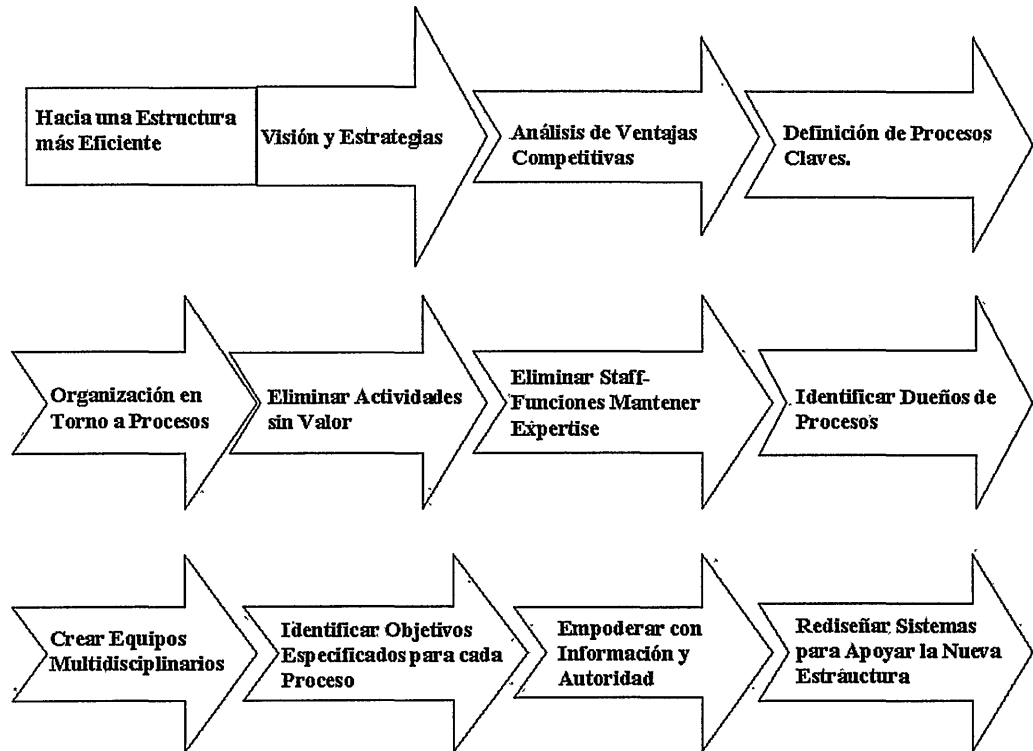 Hacia una Estructura
más Eficiente
Visión y Estrategias
Análisis de Ventajas
Competitivas
Definición de Procesos
Claves.
Organización en
Torno a Procesos
Eliminar Actividades
sin Valor
Eliminar Staff-
Funciones Mantener
Expertise
Identificar Dueños de
Procesos
Crear Equipos
Multidisciplinarios
Identificar Objetivos
Especificados para cada
Proceso
Empoderar con
Información y
Autoridad
Rediseñar Sistemas
para Apoyar la Nueva
Estráuctura